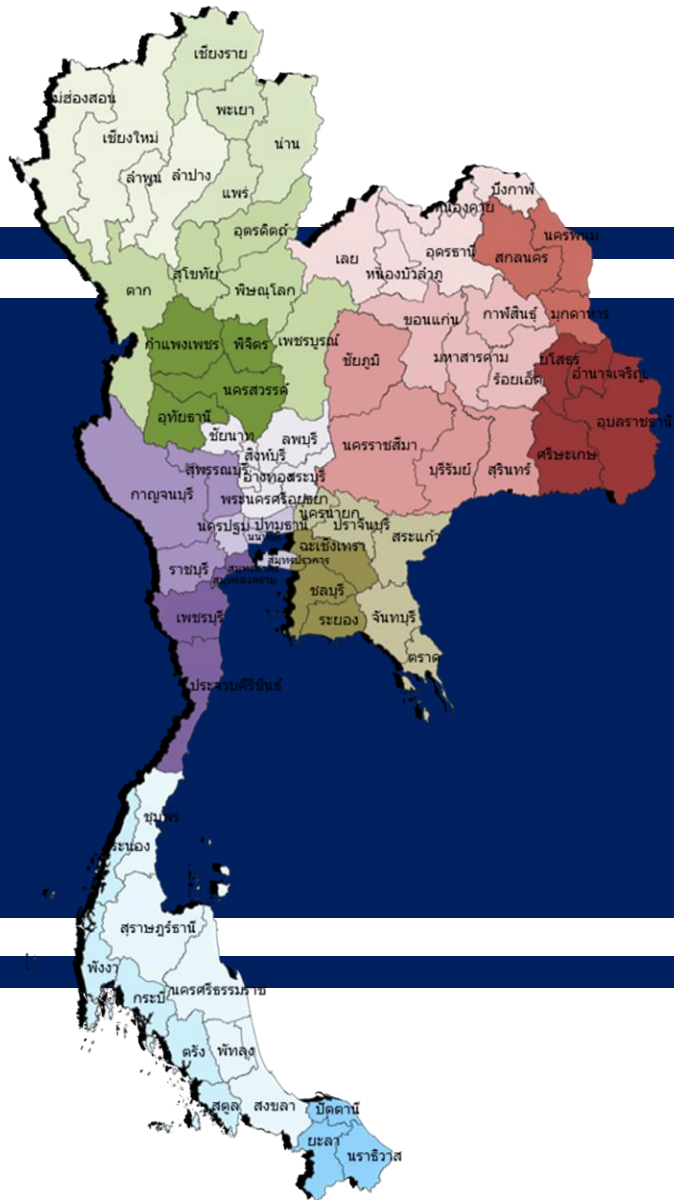 เชียงราย
แม่ฮ่องสอน
พะเยา
เชียงใหม่
น่าน
ลำพูน
ลำปาง
แพร่
บึงกาฬ
หนองคาย
อุตรดิตถ์
นครพนม
เลย
อุดรธานี
สกลนคร
หนองบัวลำภู
สุโขทัย
ตาก
พิษณุโลก
ขอนแก่น
กาฬสินธุ์
มุกดาหาร
กำแพงเพชร
พิจิตร
เพชรบูรณ์
ชัยภูมิ
มหาสารคาม
ยโสธร
ร้อยเอ็ด
อำนาจเจริญ
นครสวรรค์
อุทัยธานี
อุบลราชธานี
ชัยนาท
ลพบุรี
นครราชสีมา
สิงห์บุรี
ศรีษะเกษ
สุพรรณบุรี
อ่างทอง
สระบุรี
บุรีรัมย์
สุรินทร์
กาญจนบุรี
พระนครศรีอยุธยา
นครนายก
นครปฐม
ปทุมธานี
ปราจีนบุรี
สระแก้ว
ฉะเชิงเทรา
สมุทรปราการ
ราชบุรี
สมุทรสงคราม
ชลบุรี
เพชรบุรี
ระยอง
จันทบุรี
ตราด
ประจวบคีรีขันธ์
ชุมพร
ระนอง
สุราษฎร์ธานี
พังงา
กระบี่
นครศรีธรรมราช
ตรัง
พัทลุง
สตูล
สงขลา
ปัตตานี
ยะลา
นราธิวาส